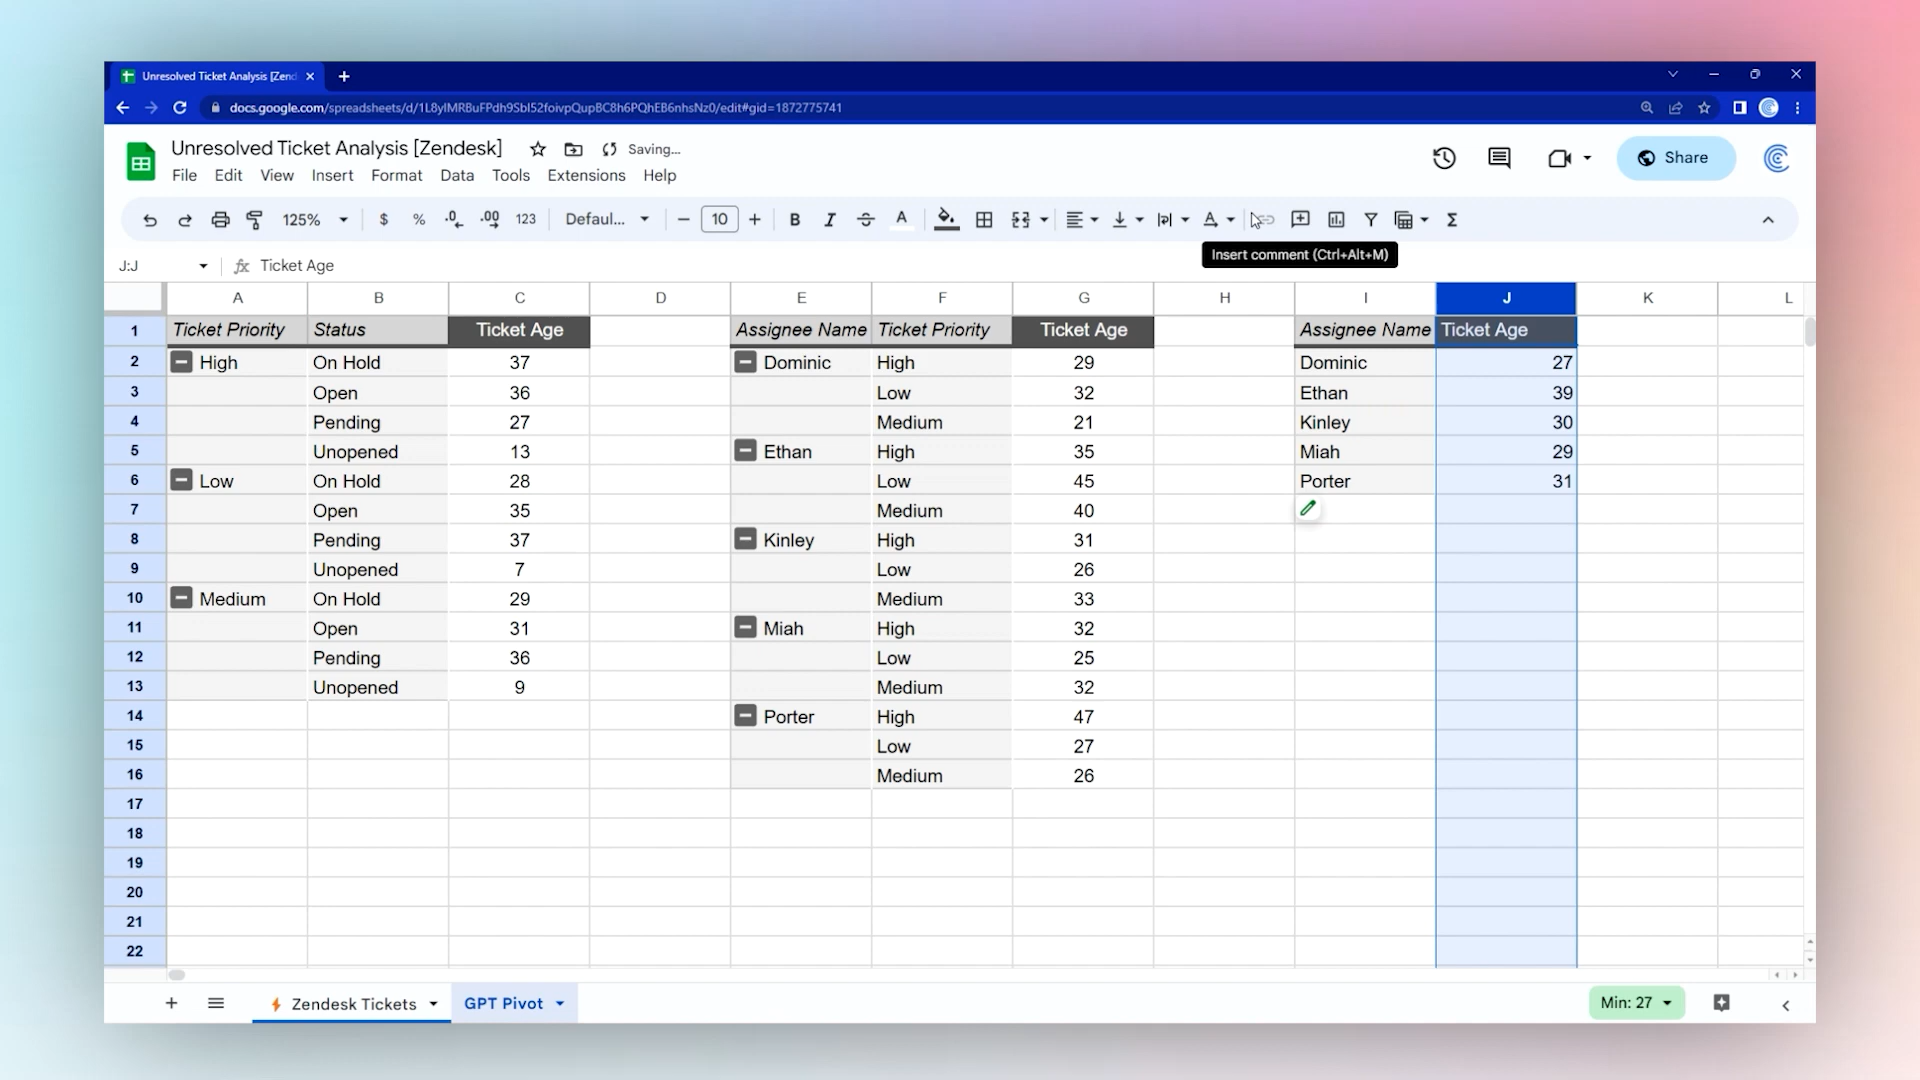 Unresolved Ticket Analysis [Zend
docs.google.com/spreadsheets/d/1L8ylMRBuFPdh9Sbl52foivpQupBC8h6PQhEB6nhsNz0/edit#gid=1872775741
Unresolved Ticket Analysis [Zendesk] Saving...
File Edit View Insert Format Data Tools Extensions Help
Share
125% $ % .0 .00 123 Defaul... 10 B I A A Σ
Insert comment (Ctrl+Alt+M)
J:J fx Ticket Age
A B C D E F G H I J K L
1 Ticket Priority Status Ticket Age Assignee Name Ticket Priority Ticket Age Assignee Name Ticket Age
2 High On Hold 37 Dominic High 29 Dominic 27
3 Open 36 Low 32 Ethan 39
4 Pending 27 Medium 21 Kinley 30
5 Unopened 13 Ethan High 35 Miah 29
6 Low On Hold 28 Low 45 Porter 31
7 Open 35 Medium 40
8 Pending 37 Kinley High 31
9 Unopened 7 Low 26
10 Medium On Hold 29 Medium 33
11 Open 31 Miah High 32
12 Pending 36 Low 25
13 Unopened 9 Medium 32
14 Porter High 47
15 Low 27
16 Medium 26
17
18
19
20
21
22
Zendesk Tickets GPT Pivot Min: 27